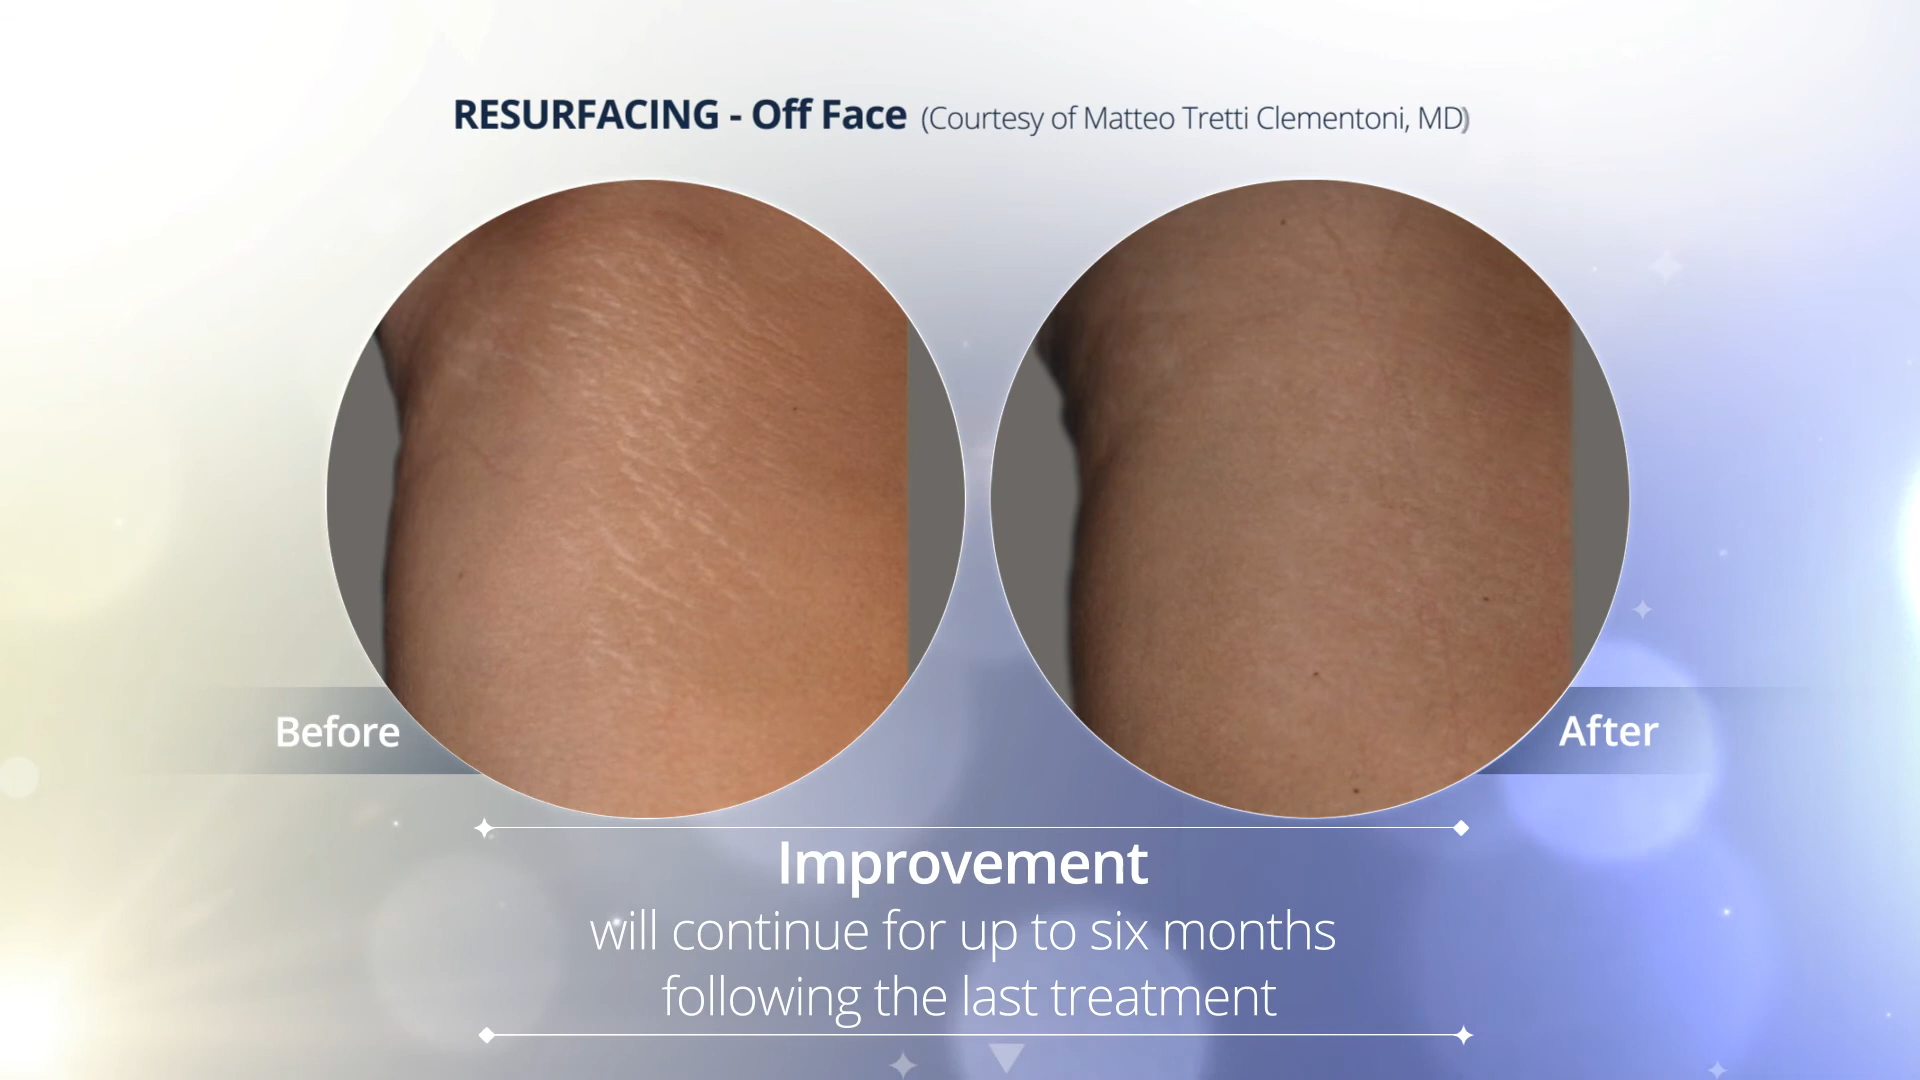 RESURFACING - Off Face (Courtesy of Matteo Tretti Clementoni, MD)
Before
After
Improvement
will continue for up to six months
following the last treatment